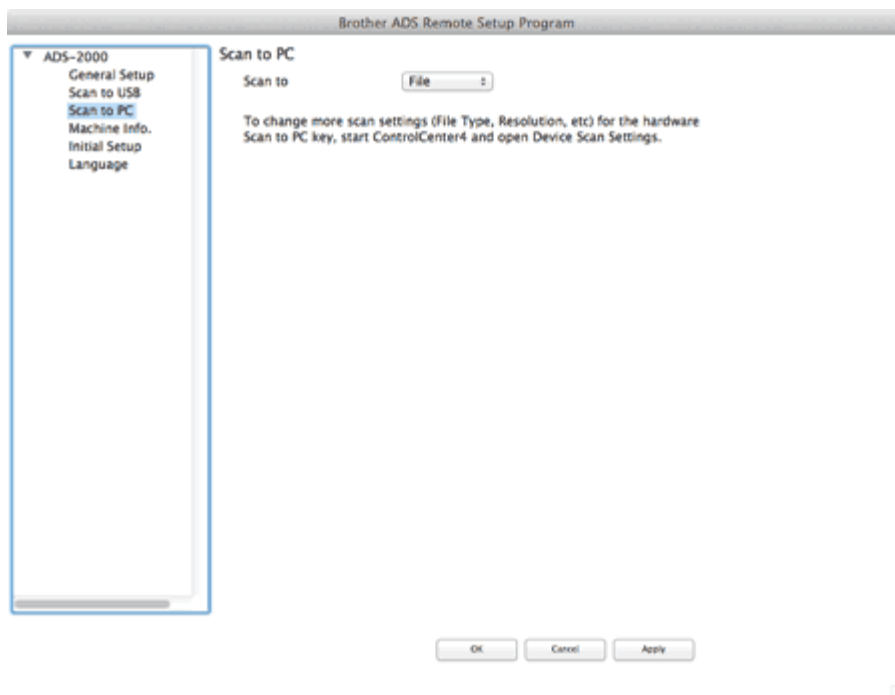 Brother ADS Remote Setup Program
ADS-2000
General Setup
Scan to USB
Scan to PC
Machine Info.
Initial Setup
Language
Scan to PC
Scan to File
To change more scan settings (File Type, Resolution, etc) for the hardware
Scan to PC key, start ControlCenter4 and open Device Scan Settings.
OK Cancel Apply